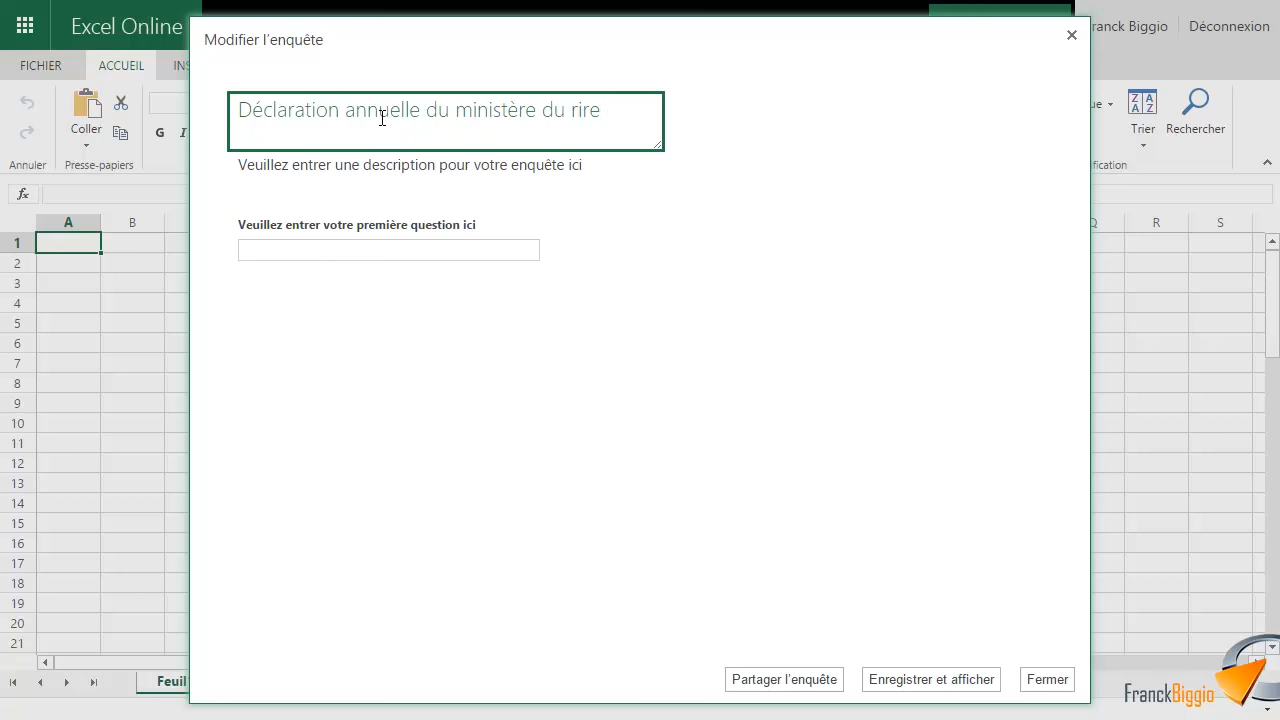 Excel Online
Franck Biggio
Déconnexion
Modifier l'enquête
FICHIER
ACCUEIL
INS
Déclaration annuelle du ministère du rire
Veuillez entrer une description pour votre enquête ici
Veuillez entrer votre première question ici
Coller
G
I
que
Trier
Rechercher
Annuler
Presse-papiers
ification
fx
A
B
Q
R
S
1
2
3
4
5
6
7
8
9
10
11
12
13
14
15
16
17
18
19
20
21
Feuil
Partager l'enquête
Enregistrer et afficher
Fermer
FranckBiggio